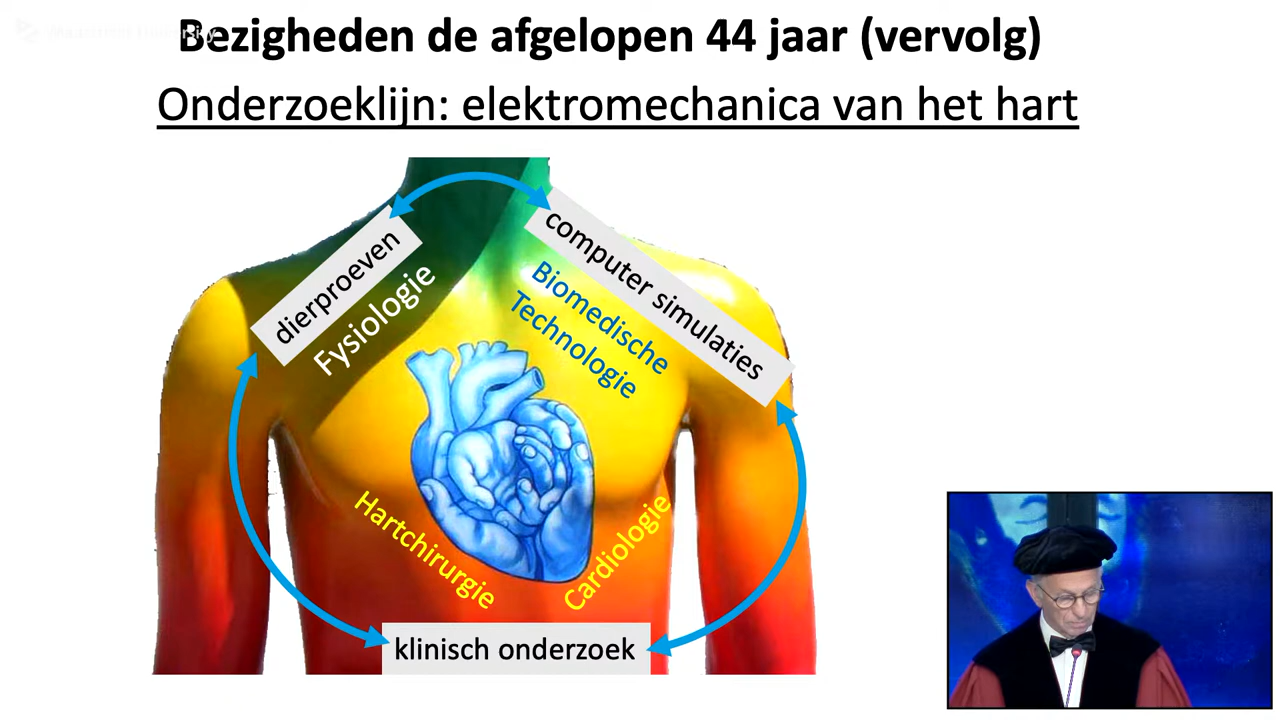 Bezigheden de afgelopen 44 jaar (vervolg)
Onderzoeklijn: elektromechanica van het hart
dierproeven
Fysiologie
computer simulaties
Biomedische
Technologie
Hartchirurgie
Cardiologie
klinisch onderzoek